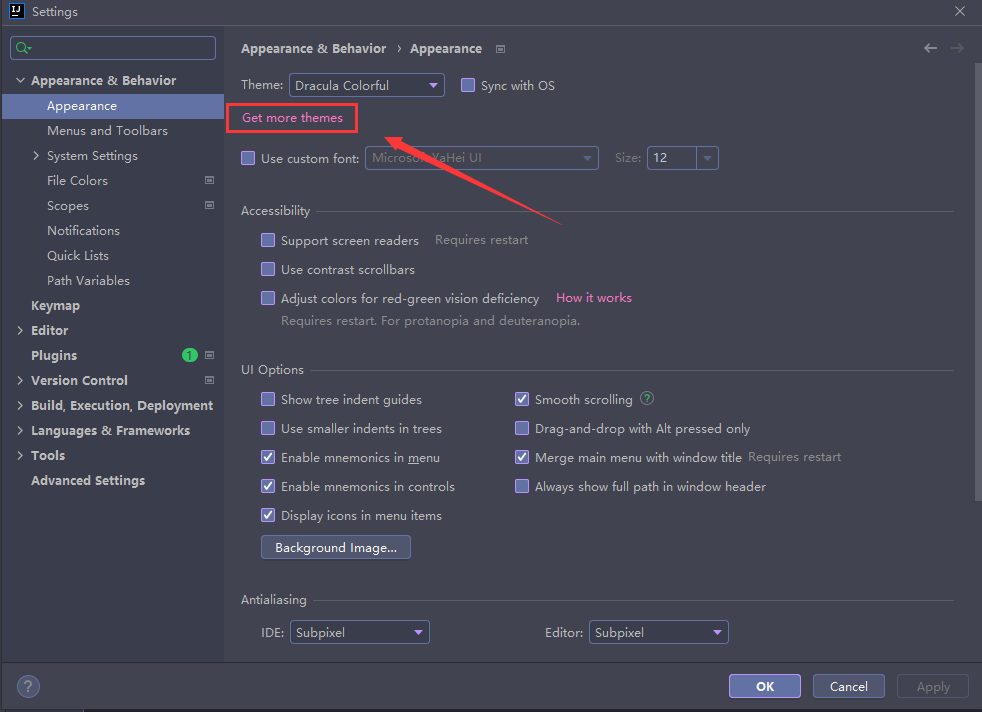 IJ Settings
Appearance & Behavior
Appearance
Menus and Toolbars
System Settings
File Colors
Scopes
Notifications
Quick Lists
Path Variables
Keymap
Editor
Plugins 1
Version Control
Build, Execution, Deployment
Languages & Frameworks
Tools
Advanced Settings
Appearance & Behavior › Appearance
Theme: Dracula Colorful Sync with OS
Get more themes
Use custom font: Microsoft YaHei UI Size: 12
Accessibility
Support screen readers Requires restart
Use contrast scrollbars
Adjust colors for red-green vision deficiency How it works
Requires restart. For protanopia and deuteranopia.
UI Options
Show tree indent guides Smooth scrolling ?
Use smaller indents in trees Drag-and-drop with Alt pressed only
Enable mnemonics in menu Merge main menu with window title Requires restart
Enable mnemonics in controls Always show full path in window header
Display icons in menu items
Background Image...
Antialiasing
IDE: Subpixel Editor: Subpixel
? OK Cancel Apply